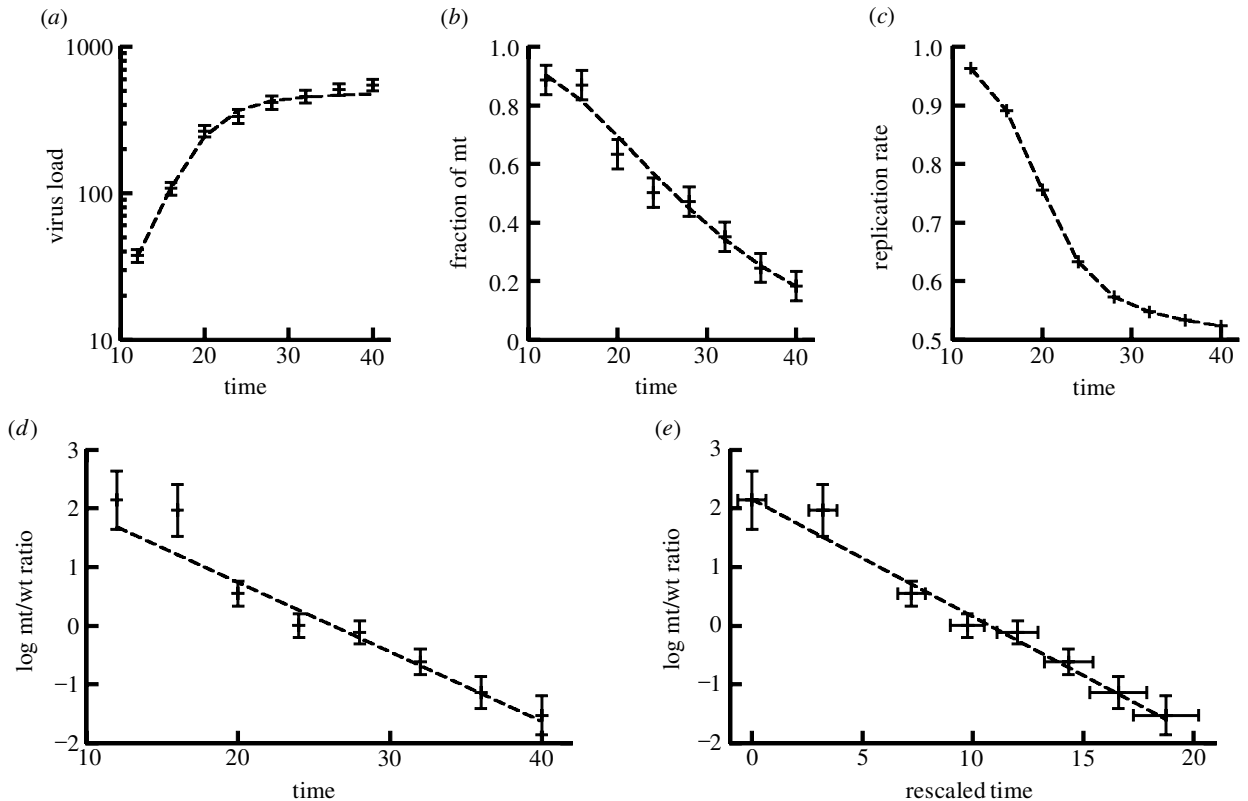 (a)
1000
100
10
virus load
10 20 30 40
time
(b)
1.0
0.8
0.6
0.4
0.2
0
fraction of mt
10 20 30 40
time
(c)
1.0
0.9
0.8
0.7
0.6
0.5
replication rate
10 20 30 40
time
(d)
3
2
1
0
−1
−2
log mt/wt ratio
10 20 30 40
time
(e)
3
2
1
0
−1
−2
log mt/wt ratio
0 5 10 15 20
rescaled time